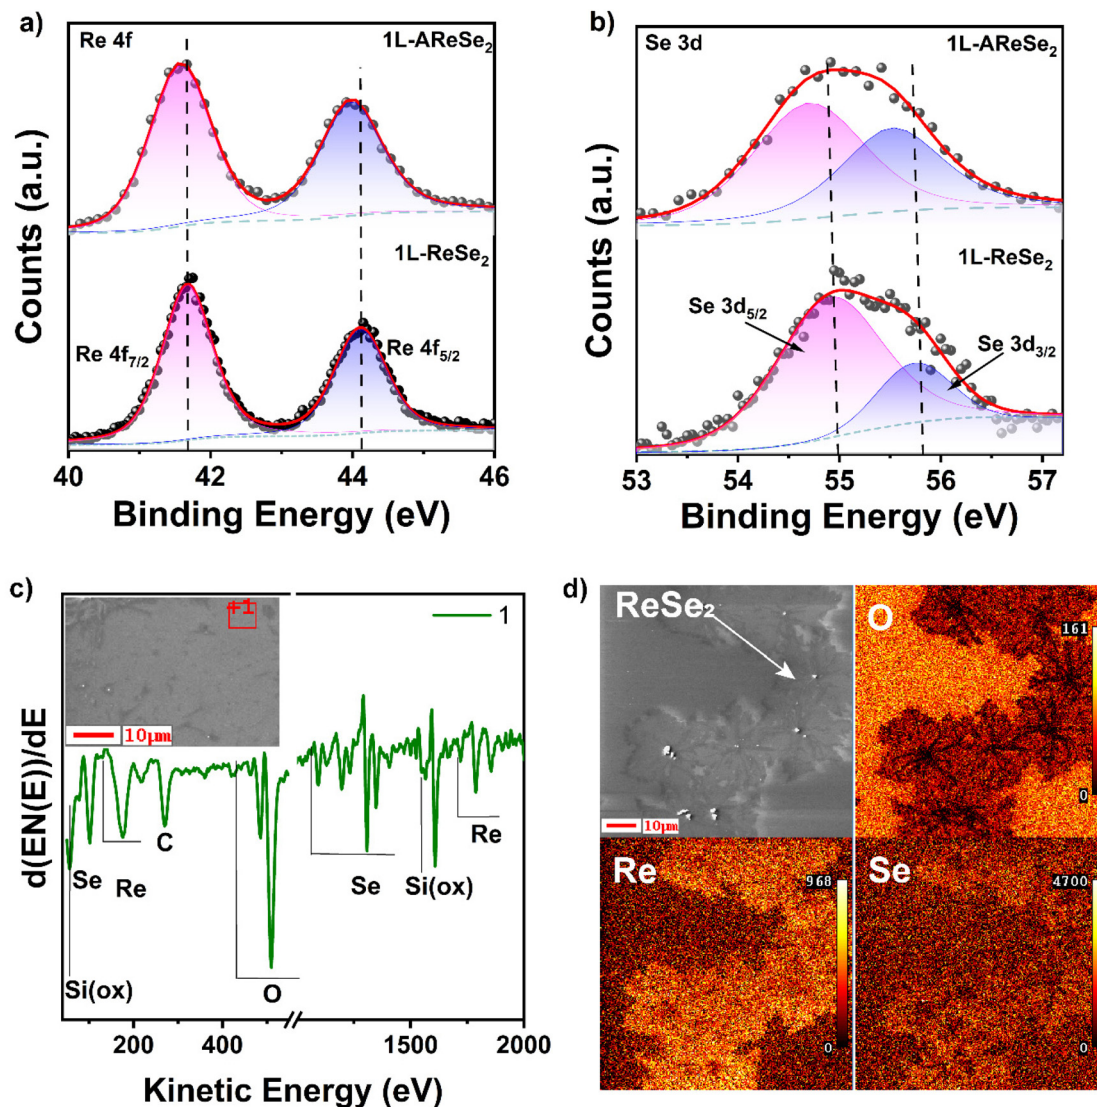 a)
Re 4f
1L-AReSe2
1L-ReSe2
Re 4f7/2
Re 4f5/2
Counts (a.u.)
40 41 42 43 44 45 46
Binding Energy (eV)
b)
Se 3d
1L-AReSe2
1L-ReSe2
Se 3d5/2
Se 3d3/2
Counts (a.u.)
53 54 55 56 57
Binding Energy (eV)
c)
+1
10µm
1
d(EN(E))/dE
Se
Re
C
Si(ox)
O
Se
Si(ox)
Re
200 400 1500 2000
Kinetic Energy (eV)
d)
ReSe2
10µm
O
161
0
Re
968
0
Se
4700
0